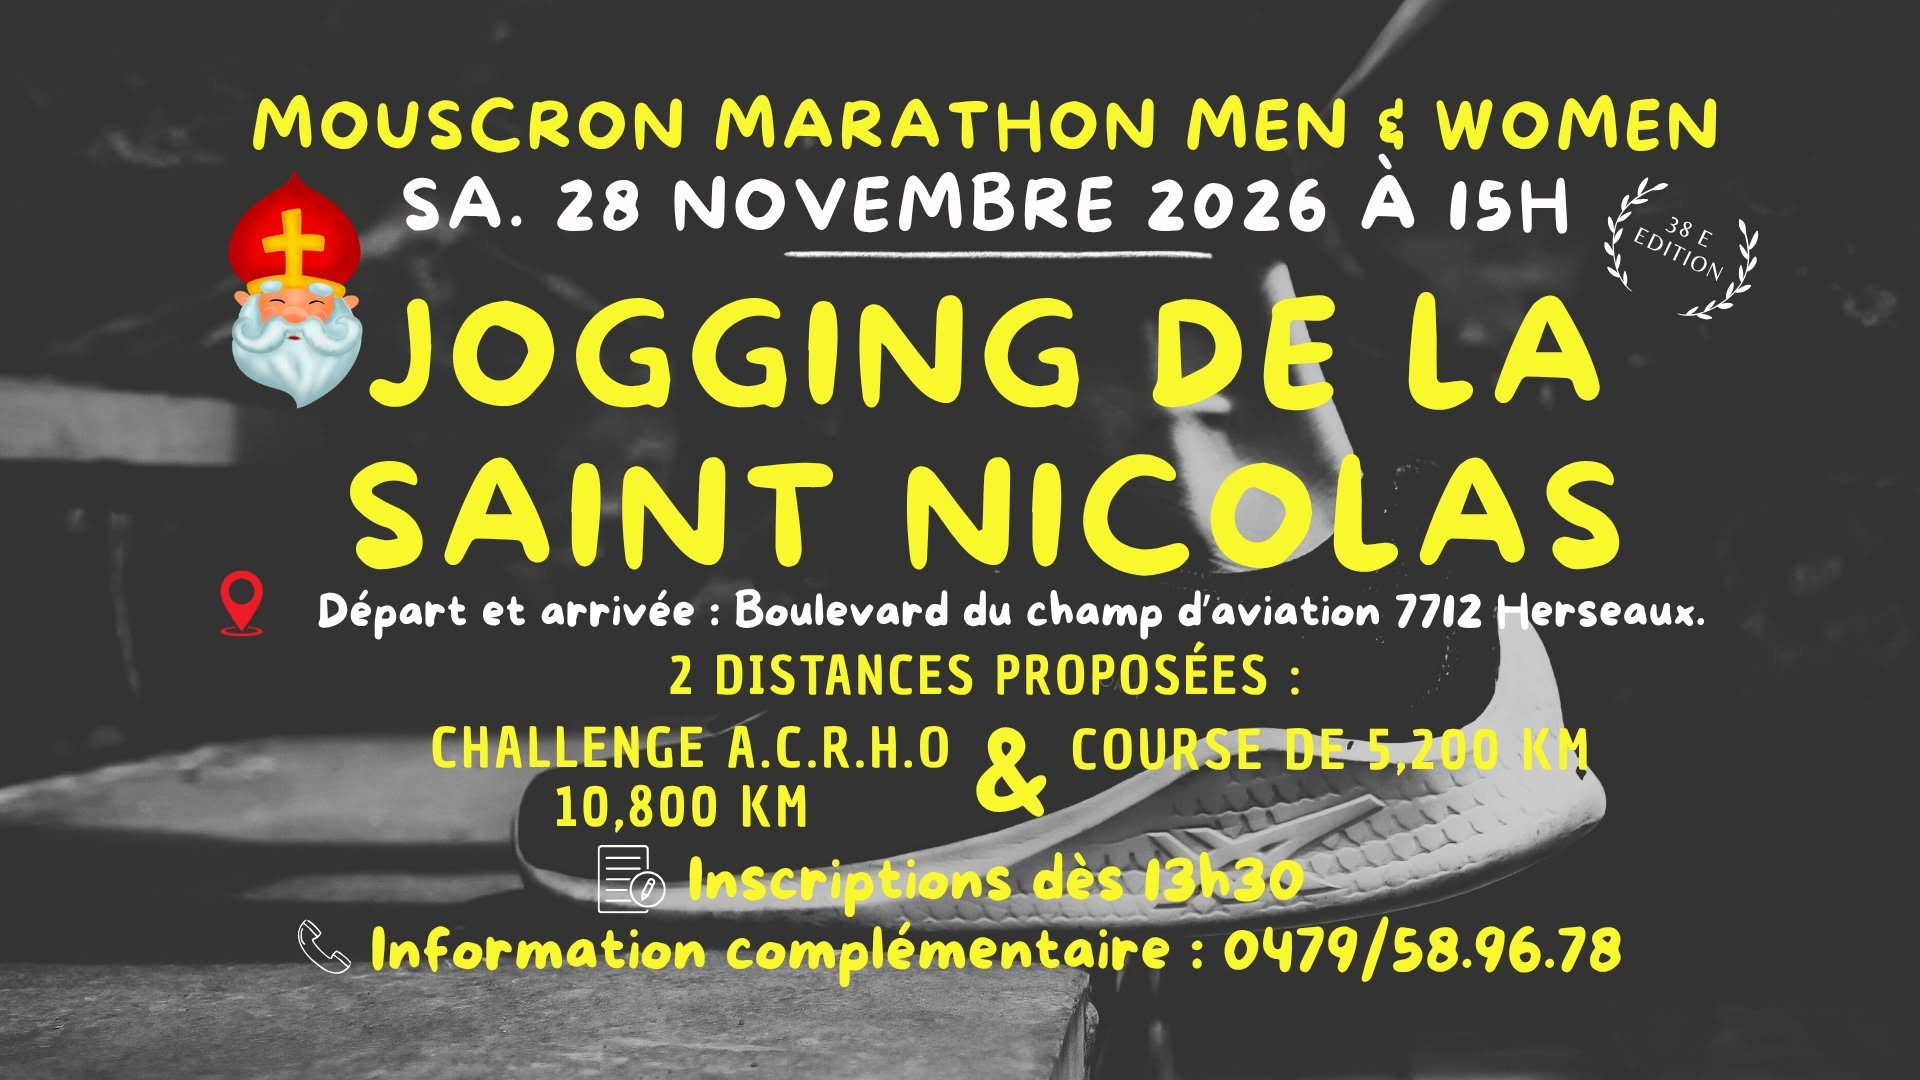 MOUSCRON MARATHON MEN & WOMEN
SA. 28 NOVEMBRE 2026 À 15H
38 E
EDITION
JOGGING DE LA
SAINT NICOLAS
Départ et arrivée : Boulevard du champ d'aviation 7712 Herseaux.
2 DISTANCES PROPOSÉES :
CHALLENGE A.C.R.H.O
10,800 KM
&
COURSE DE 5,200 KM
Inscriptions dès 13h30
Information complémentaire : 0479/58.96.78